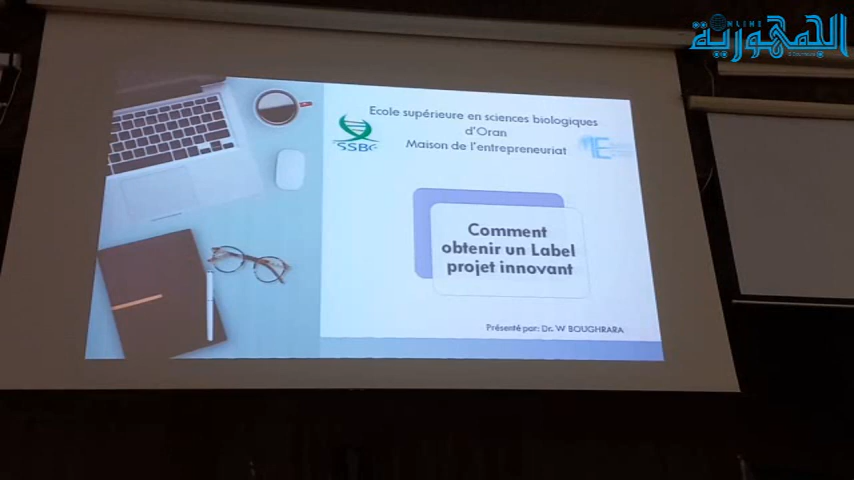 ONLINE
الجمهورية
Ecole supérieure en sciences biologiques
d'Oran
Maison de l'entrepreneuriat
SSBO
ME
Comment
obtenir un Label
projet innovant
Présenté par: Dr. W BOUGHRARA